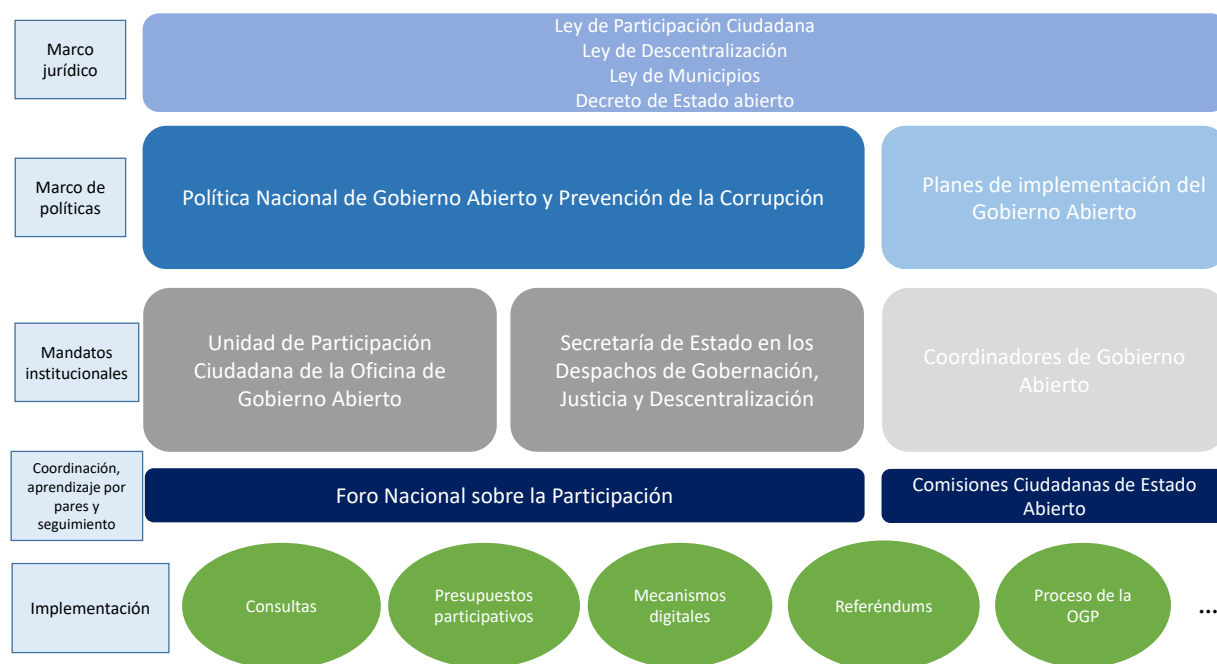 Marco
jurídico
Ley de Participación Ciudadana
Ley de Descentralización
Ley de Municipios
Decreto de Estado abierto
Marco de
políticas
Política Nacional de Gobierno Abierto y Prevención de la Corrupción
Planes de implementación del
Gobierno Abierto
Mandatos
institucionales
Unidad de Participación
Ciudadana de la Oficina de
Gobierno Abierto
Secretaría de Estado en los
Despachos de Gobernación,
Justicia y Descentralización
Coordinadores de Gobierno
Abierto
Coordinación,
aprendizaje por
pares y
seguimiento
Foro Nacional sobre la Participación
Comisiones Ciudadanas de Estado
Abierto
Implementación
Consultas
Presupuestos
participativos
Mecanismos
digitales
Referéndums
Proceso de la
OGP
...